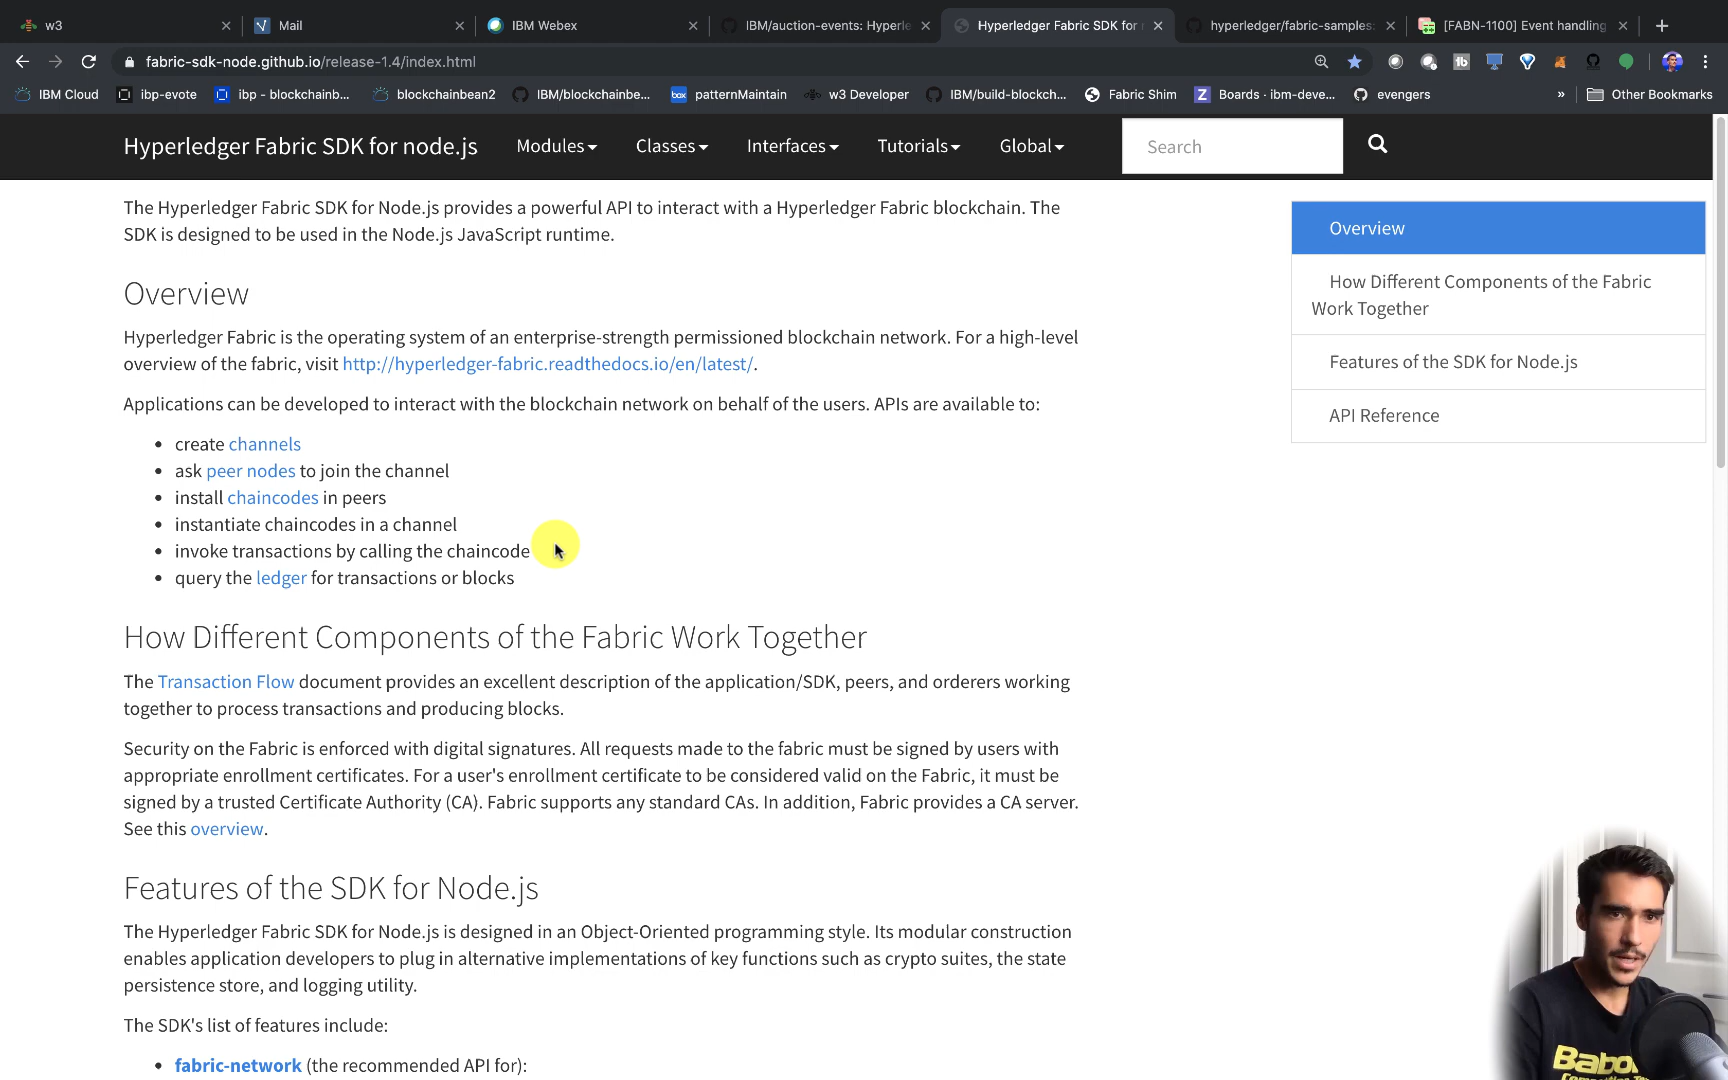 w3
Mail
IBM Webex
IBM/auction-events: Hyperle
Hyperledger Fabric SDK for
hyperledger/fabric-samples:
[FABN-1100] Event handling
fabric-sdk-node.github.io/release-1.4/index.html
IBM Cloud
ibp-evote
ibp - blockchainb...
blockchainbean2
IBM/blockchainbe...
box patternMaintain
w3 Developer
IBM/build-blockch...
Fabric Shim
Z Boards · ibm-deve...
evengers
»
Other Bookmarks
Hyperledger Fabric SDK for node.js
Modules
Classes
Interfaces
Tutorials
Global
Search
The Hyperledger Fabric SDK for Node.js provides a powerful API to interact with a Hyperledger Fabric blockchain. The
SDK is designed to be used in the Node.js JavaScript runtime.
Overview
Hyperledger Fabric is the operating system of an enterprise-strength permissioned blockchain network. For a high-level
overview of the fabric, visit http://hyperledger-fabric.readthedocs.io/en/latest/.
Applications can be developed to interact with the blockchain network on behalf of the users. APIs are available to:
• create channels
• ask peer nodes to join the channel
• install chaincodes in peers
• instantiate chaincodes in a channel
• invoke transactions by calling the chaincode
• query the ledger for transactions or blocks
How Different Components of the Fabric Work Together
The Transaction Flow document provides an excellent description of the application/SDK, peers, and orderers working
together to process transactions and producing blocks.
Security on the Fabric is enforced with digital signatures. All requests made to the fabric must be signed by users with
appropriate enrollment certificates. For a user's enrollment certificate to be considered valid on the Fabric, it must be
signed by a trusted Certificate Authority (CA). Fabric supports any standard CAs. In addition, Fabric provides a CA server.
See this overview.
Features of the SDK for Node.js
The Hyperledger Fabric SDK for Node.js is designed in an Object-Oriented programming style. Its modular construction
enables application developers to plug in alternative implementations of key functions such as crypto suites, the state
persistence store, and logging utility.
The SDK's list of features include:
• fabric-network (the recommended API for):
Overview
How Different Components of the Fabric
Work Together
Features of the SDK for Node.js
API Reference